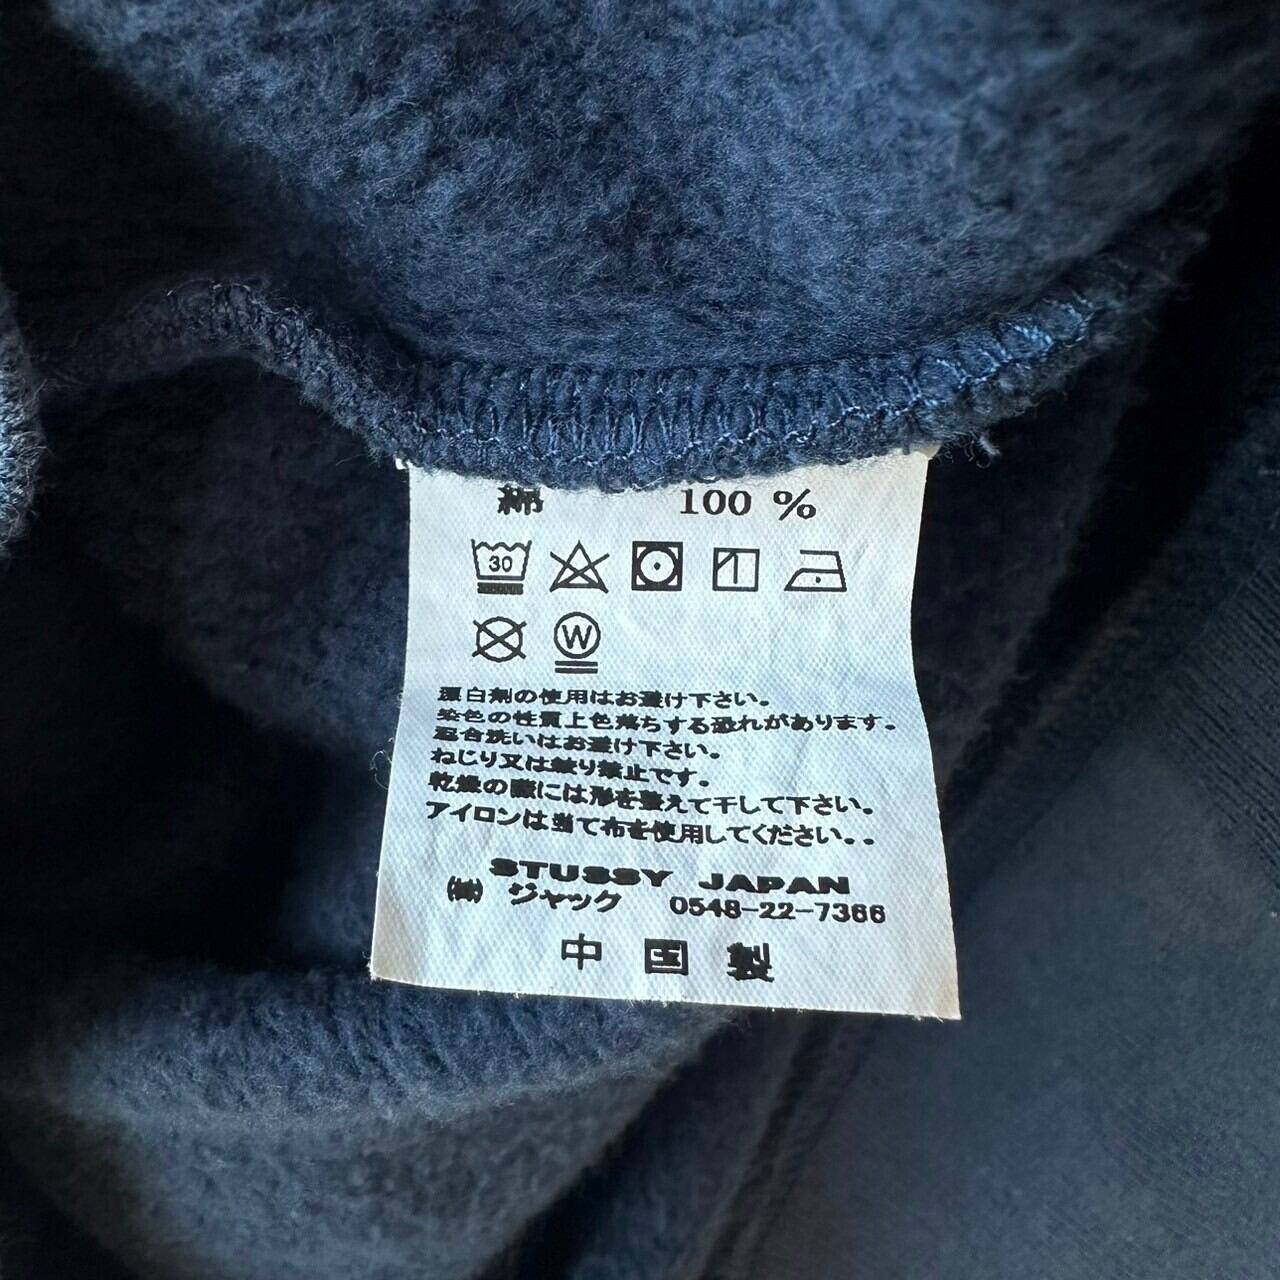 綿 100 %
30
W
漂白剤の使用はお避け下さい。
染色の性質上色落ちする恐れがあります。
混合洗いはお避け下さい。
ねじり又は絞り禁止です。
乾燥の際には形を整えて干して下さい。
アイロンは当て布を使用してください。。
STUSSY JAPAN
㈲ ジャック 0548-22-7366
中国製